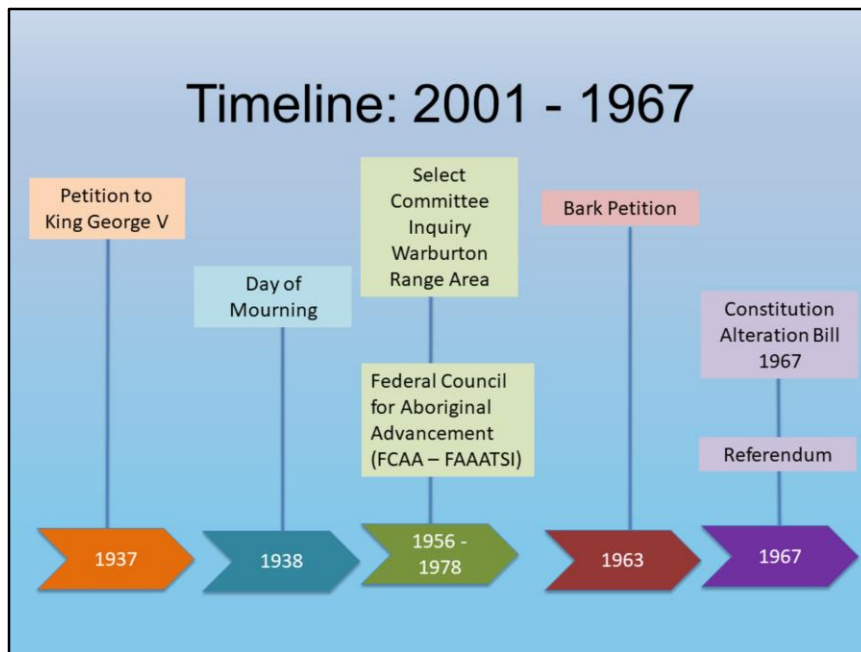 Timeline: 2001 - 1967
Petition to
King George V
Day of
Mourning
Select
Committee
Inquiry
Warburton
Range Area
Federal Council
for Aboriginal
Advancement
(FCAA – FAAATSI)
Bark Petition
Constitution
Alteration Bill
1967
Referendum
1937
1938
1956 -
1978
1963
1967